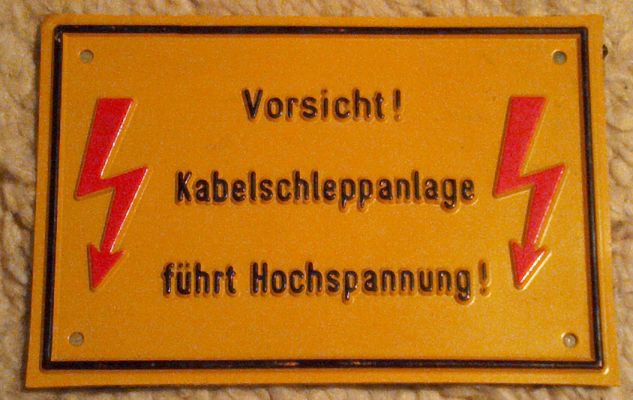 Vorsicht!
Kabelschleppanlage
führt Hochspannung!